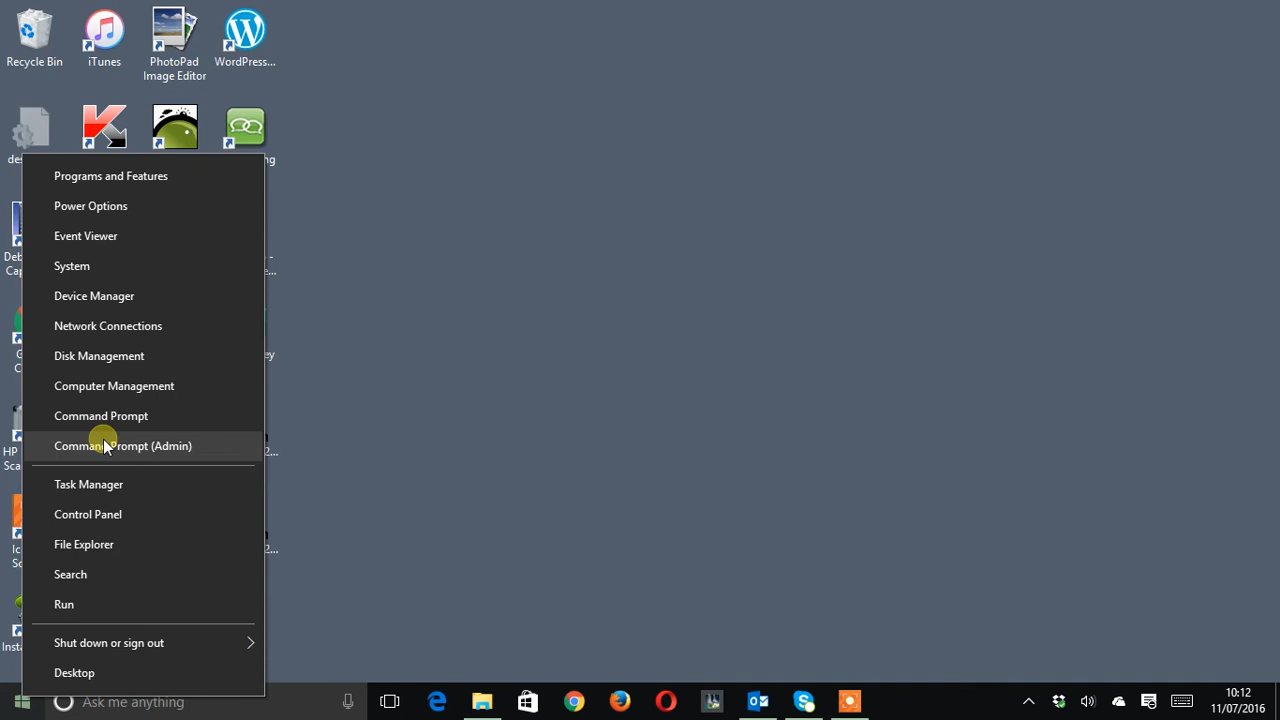 Recycle Bin
iTunes
PhotoPad
Image Editor
WordPress...
Programs and Features
Power Options
Event Viewer
System
Device Manager
Network Connections
Disk Management
Computer Management
Command Prompt
Command Prompt (Admin)
Task Manager
Control Panel
File Explorer
Search
Run
Shut down or sign out
Desktop
Ask me anything
10:12
11/07/2016